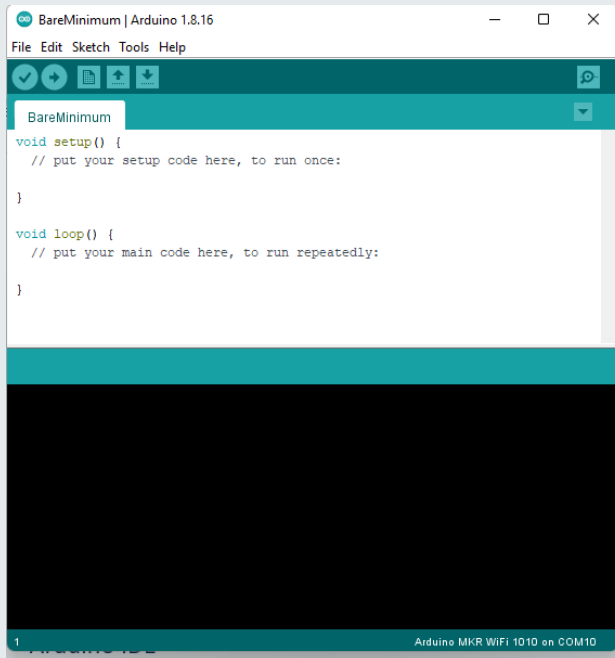 BareMinimum | Arduino 1.8.16
File Edit Sketch Tools Help
BareMinimum
void setup() {
  // put your setup code here, to run once:
}
void loop() {
  // put your main code here, to run repeatedly:
}
1 Arduino MKR WiFi 1010 on COM10
Arduino IDE